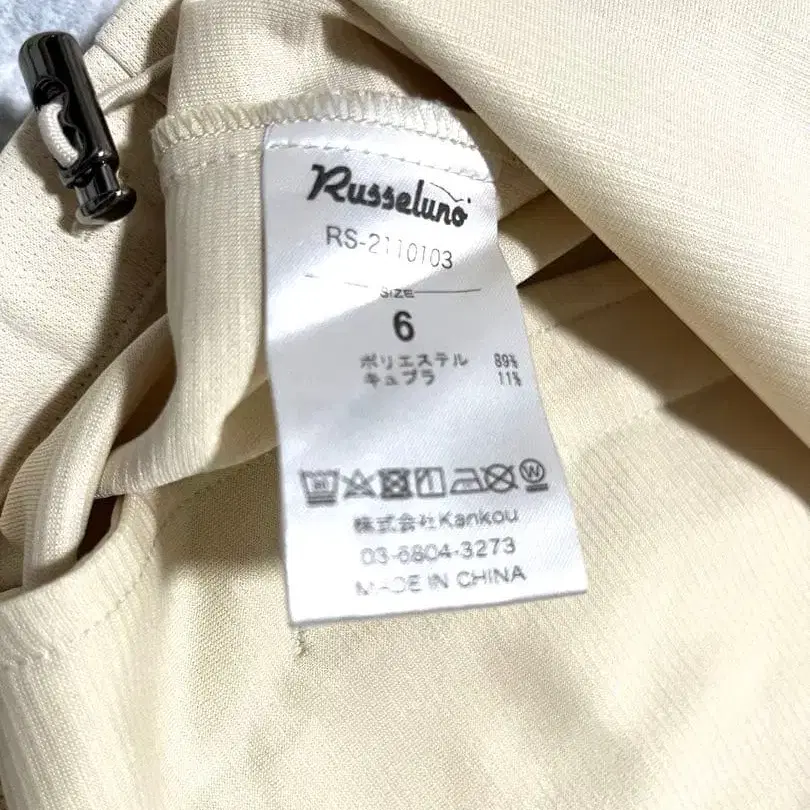 Russeluno
RS-2110103
SIZE
6
ポリエステル 89%
キュプラ 11%
W
株式会社Kankou
03-6804-3273
MADE IN CHINA